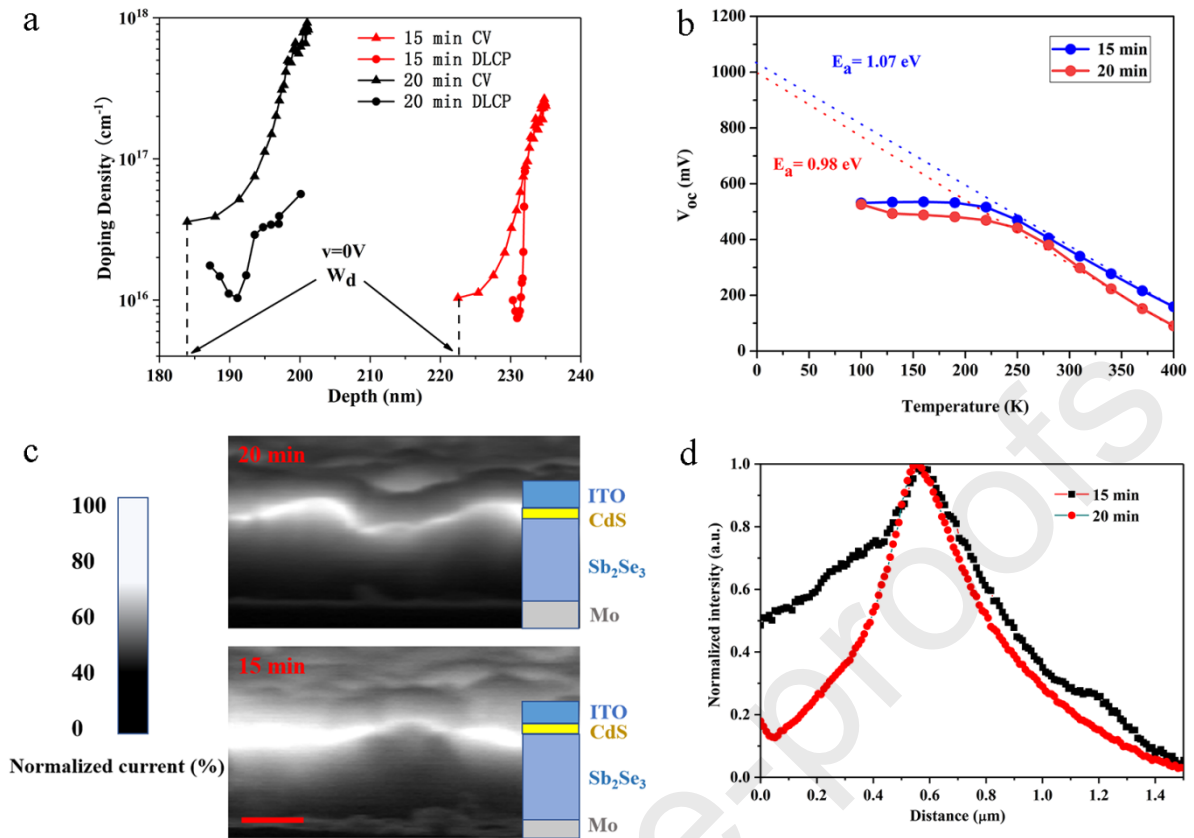 a
Doping Density (cm⁻¹)
10^18
10^17
10^16
15 min CV
15 min DLCP
20 min CV
20 min DLCP
v=0V
W_d
180 190 200 210 220 230 240
Depth (nm)
b
V_oc (mV)
1200
1000
800
600
400
200
0
E_a= 1.07 eV
E_a= 0.98 eV
15 min
20 min
0 50 100 150 200 250 300 350 400
Temperature (K)
c
100
80
60
40
0
Normalized current (%)
20 min
ITO
CdS
Sb₂Se₃
Mo
15 min
ITO
CdS
Sb₂Se₃
Mo
d
Normalized intersity (a.u.)
1.0
0.8
0.6
0.4
0.2
0.0
15 min
20 min
0.0 0.2 0.4 0.6 0.8 1.0 1.2 1.4
Distance (μm)
e-proofs